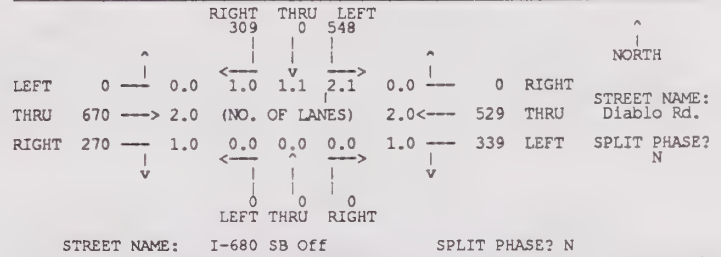 RIGHT THRU LEFT
309 0 548
^ ^ ^
NORTH
<--- v --->
LEFT 0 --- 0.0 1.0 1.1 2.1 0.0 --- 0 RIGHT
STREET NAME:
THRU 670 ---> 2.0 (NO. OF LANES) 2.0<--- 529 THRU Diablo Rd.
RIGHT 270 --- 1.0 0.0 0.0 0.0 1.0 --- 339 LEFT SPLIT PHASE?
N
<--- ^ --->
v v
0 0 0
LEFT THRU RIGHT
STREET NAME: I-680 SB Off SPLIT PHASE? N